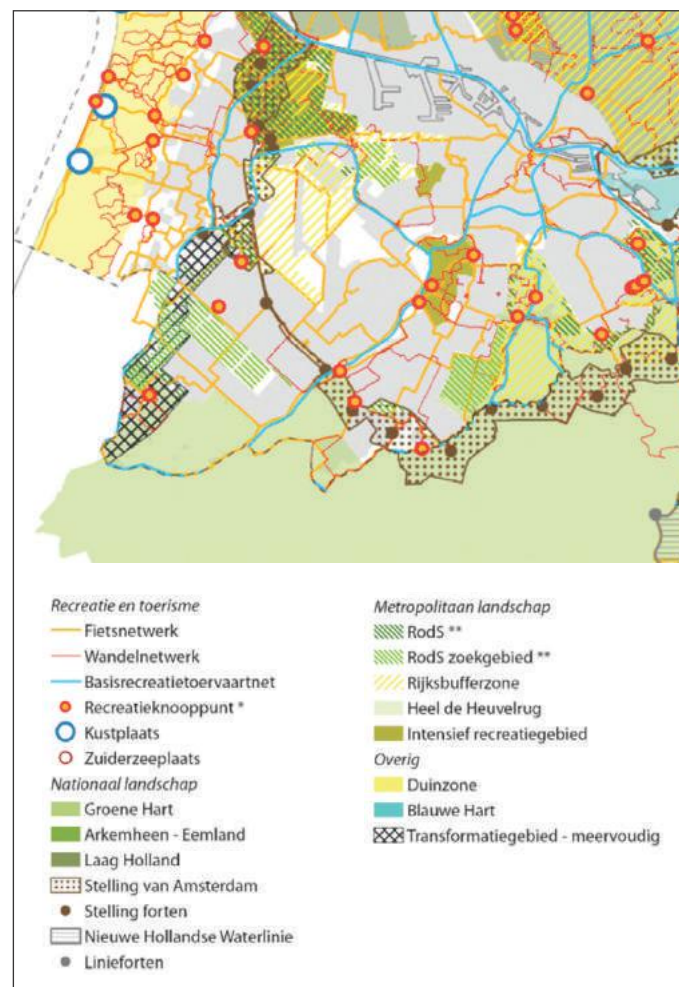 Recreatie en toerisme
Fietsnetwerk
Wandelnetwerk
Basisrecreatietoervaartnet
Recreatieknooppunt *
Kustplaats
Zuiderzeeplaats
Nationaal landschap
Groene Hart
Arkemheen - Eemland
Laag Holland
Stelling van Amsterdam
Stelling forten
Nieuwe Hollandse Waterlinie
Linieforten
Metropolitaan landschap
RodS **
RodS zoekgebied **
Rijksbufferzone
Heel de Heuvelrug
Intensief recreatiegebied
Overig
Duinzone
Blauwe Hart
Transformatiegebied - meervoudig